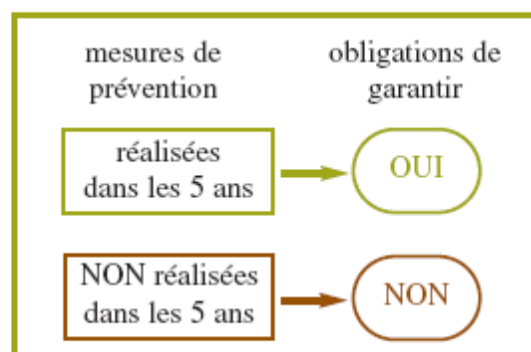 mesures de
prévention
obligations de
garantir
réalisées
dans les 5 ans
OUI
NON réalisées
dans les 5 ans
NON